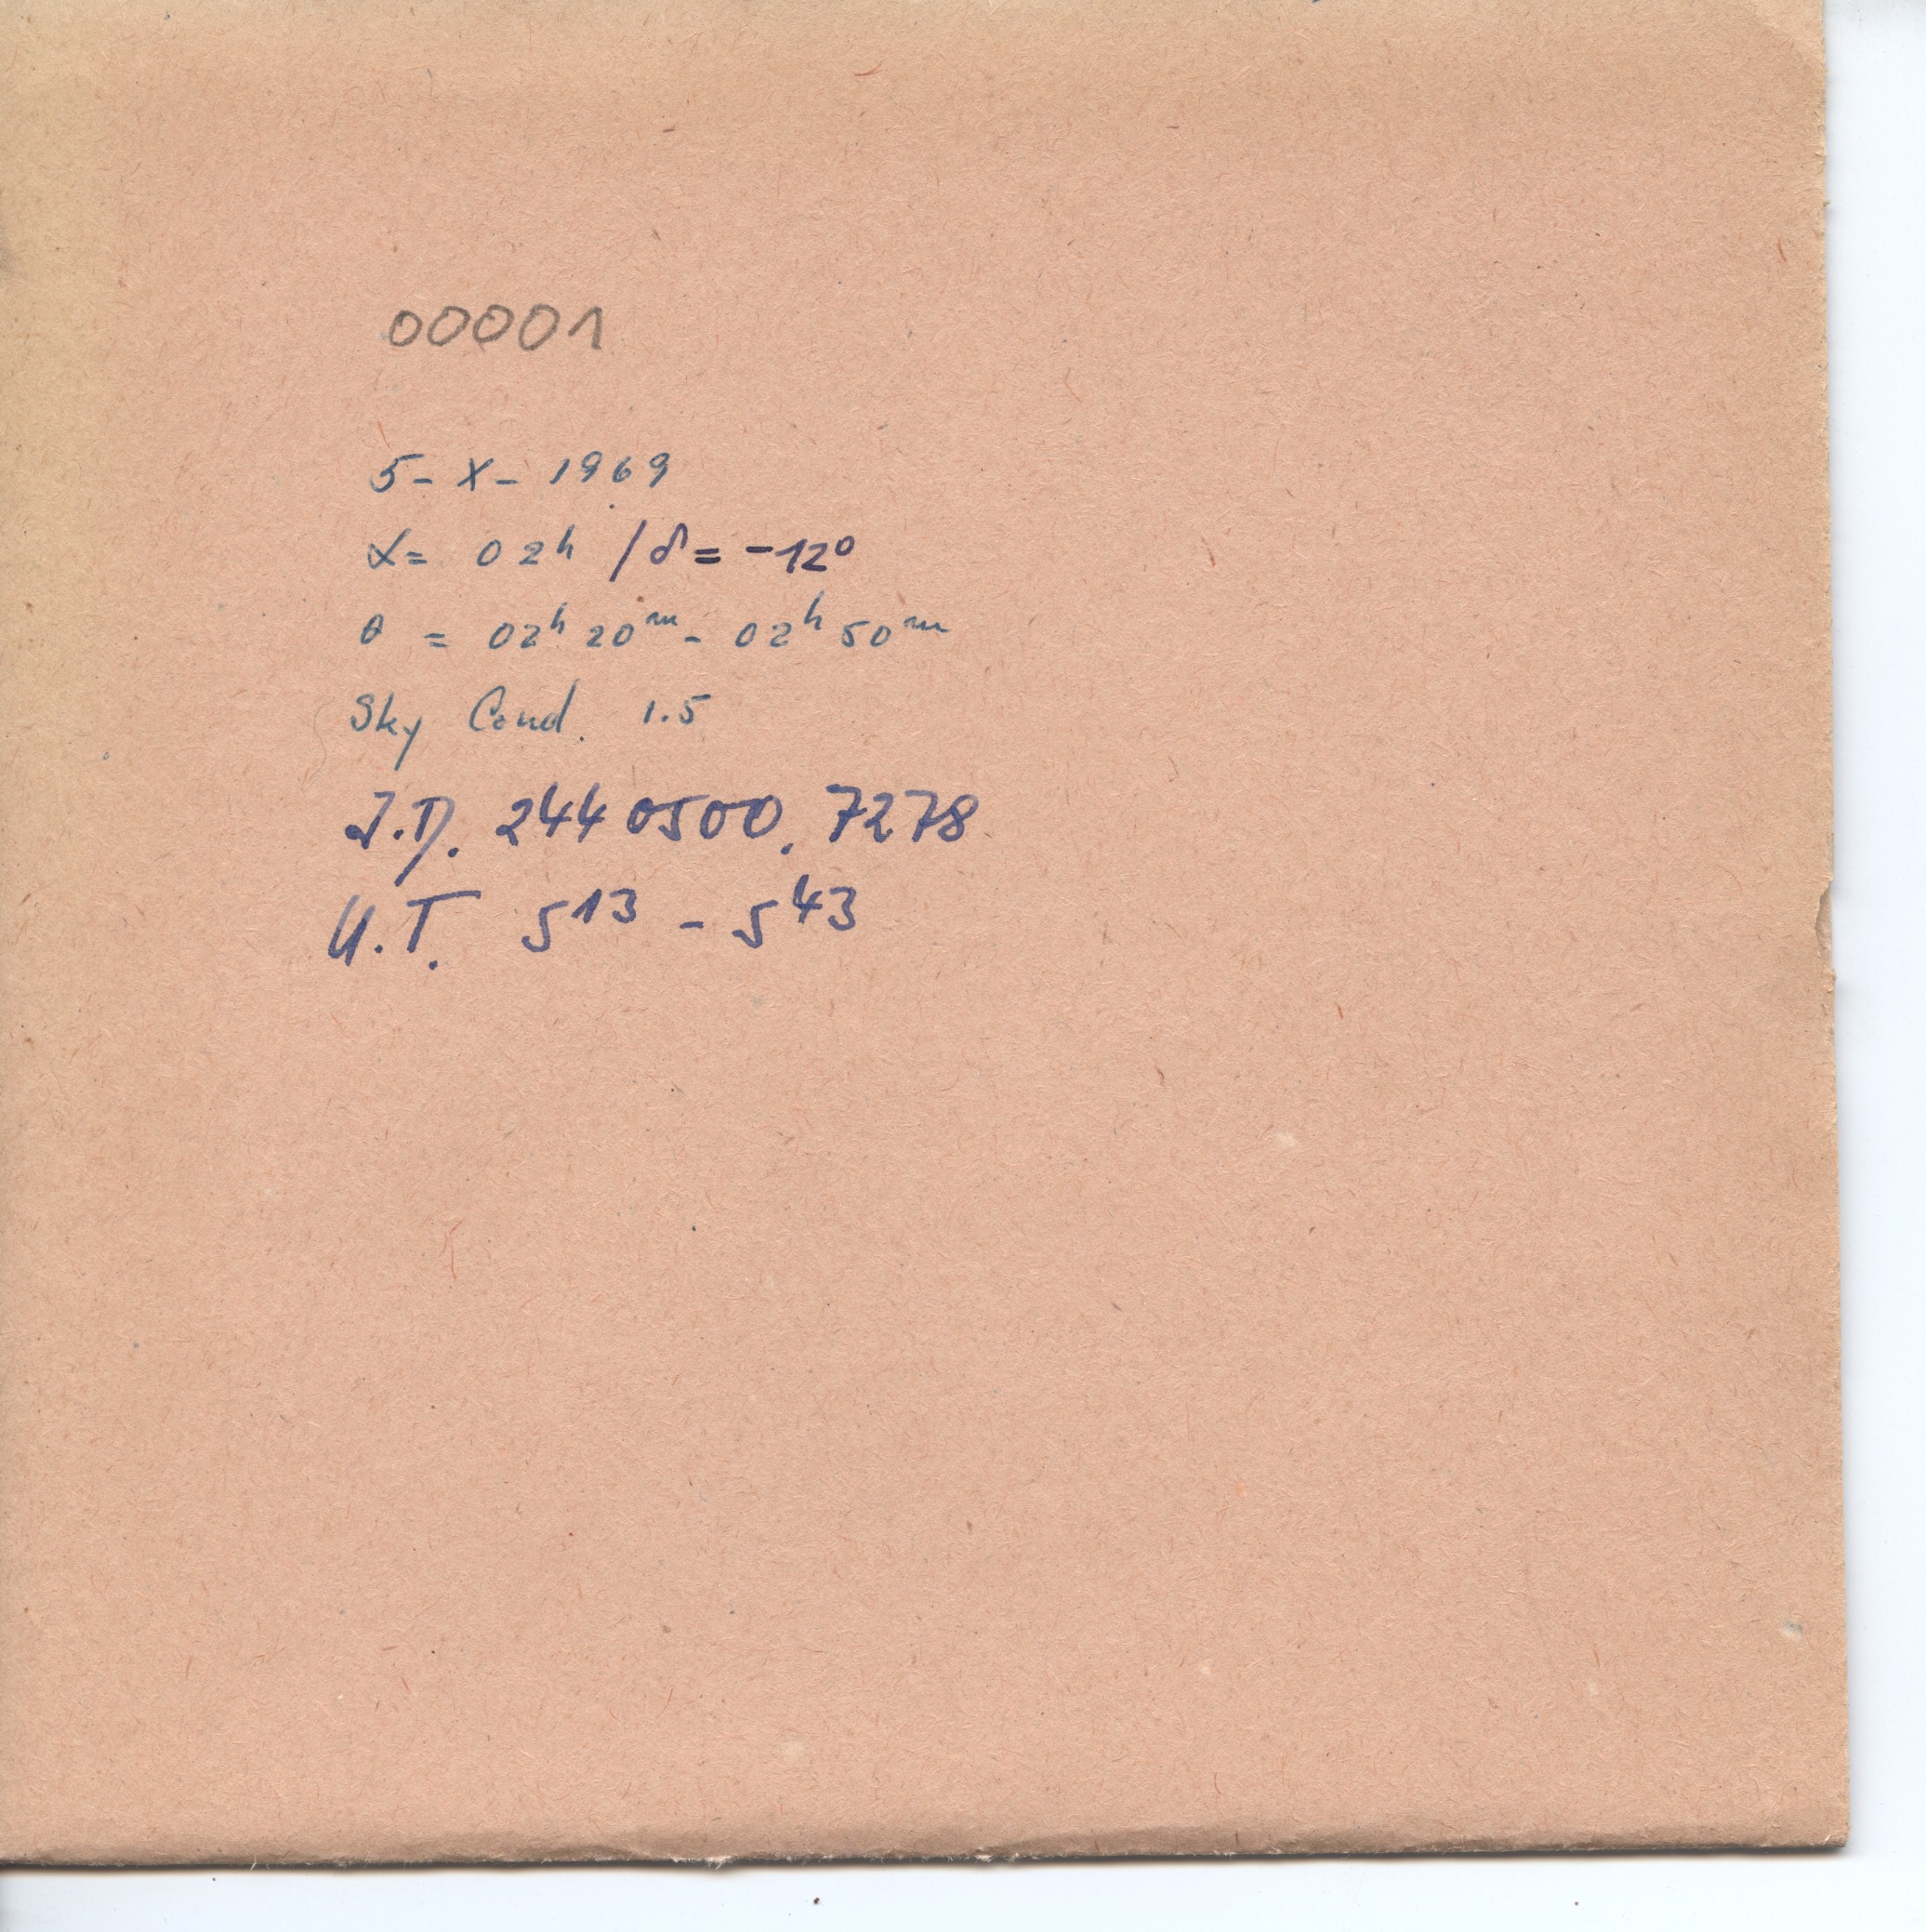 00001
5-X-1969
α= 02h /δ= -12°
θ = 02ʰ 20ᵐ - 02ʰ 50ᵐ
Sky Cond. 1.5
J.D. 2440500.7278
U.T. 5¹³ - 5⁴³